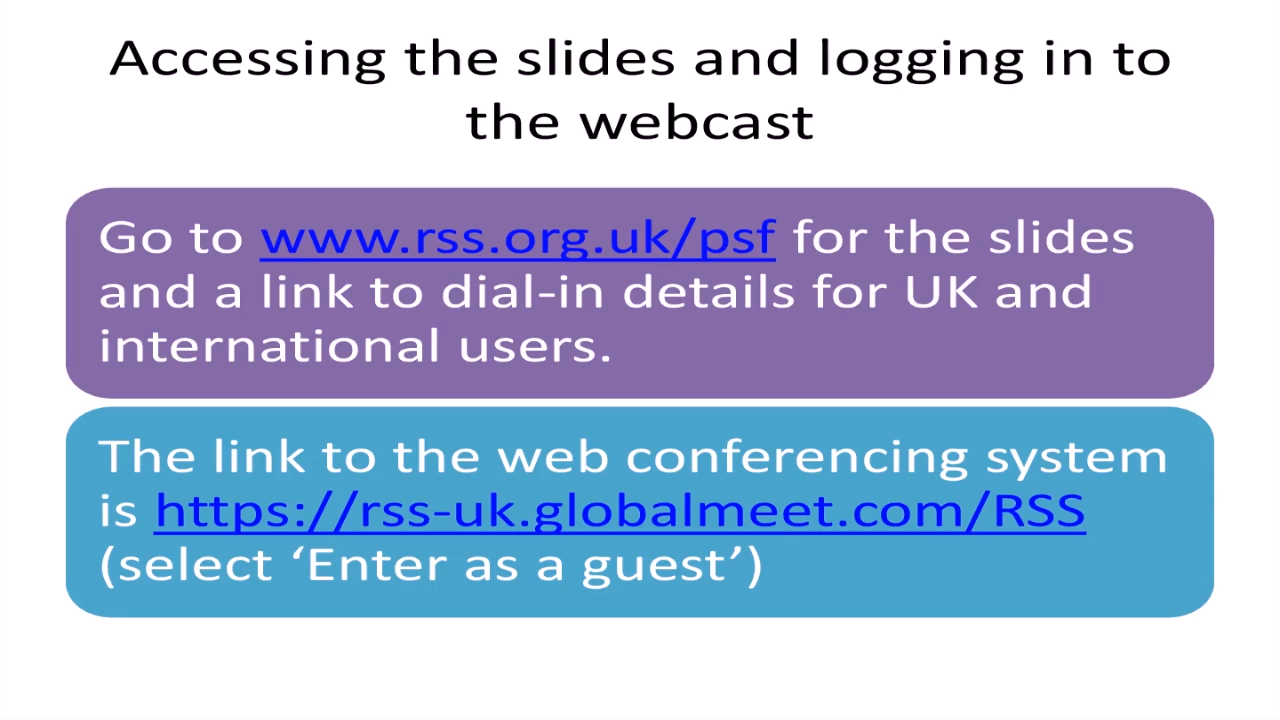 Accessing the slides and logging in to
the webcast
Go to www.rss.org.uk/psf for the slides
and a link to dial-in details for UK and
international users.
The link to the web conferencing system
is https://rss-uk.globalmeet.com/RSS
(select ‘Enter as a guest’)